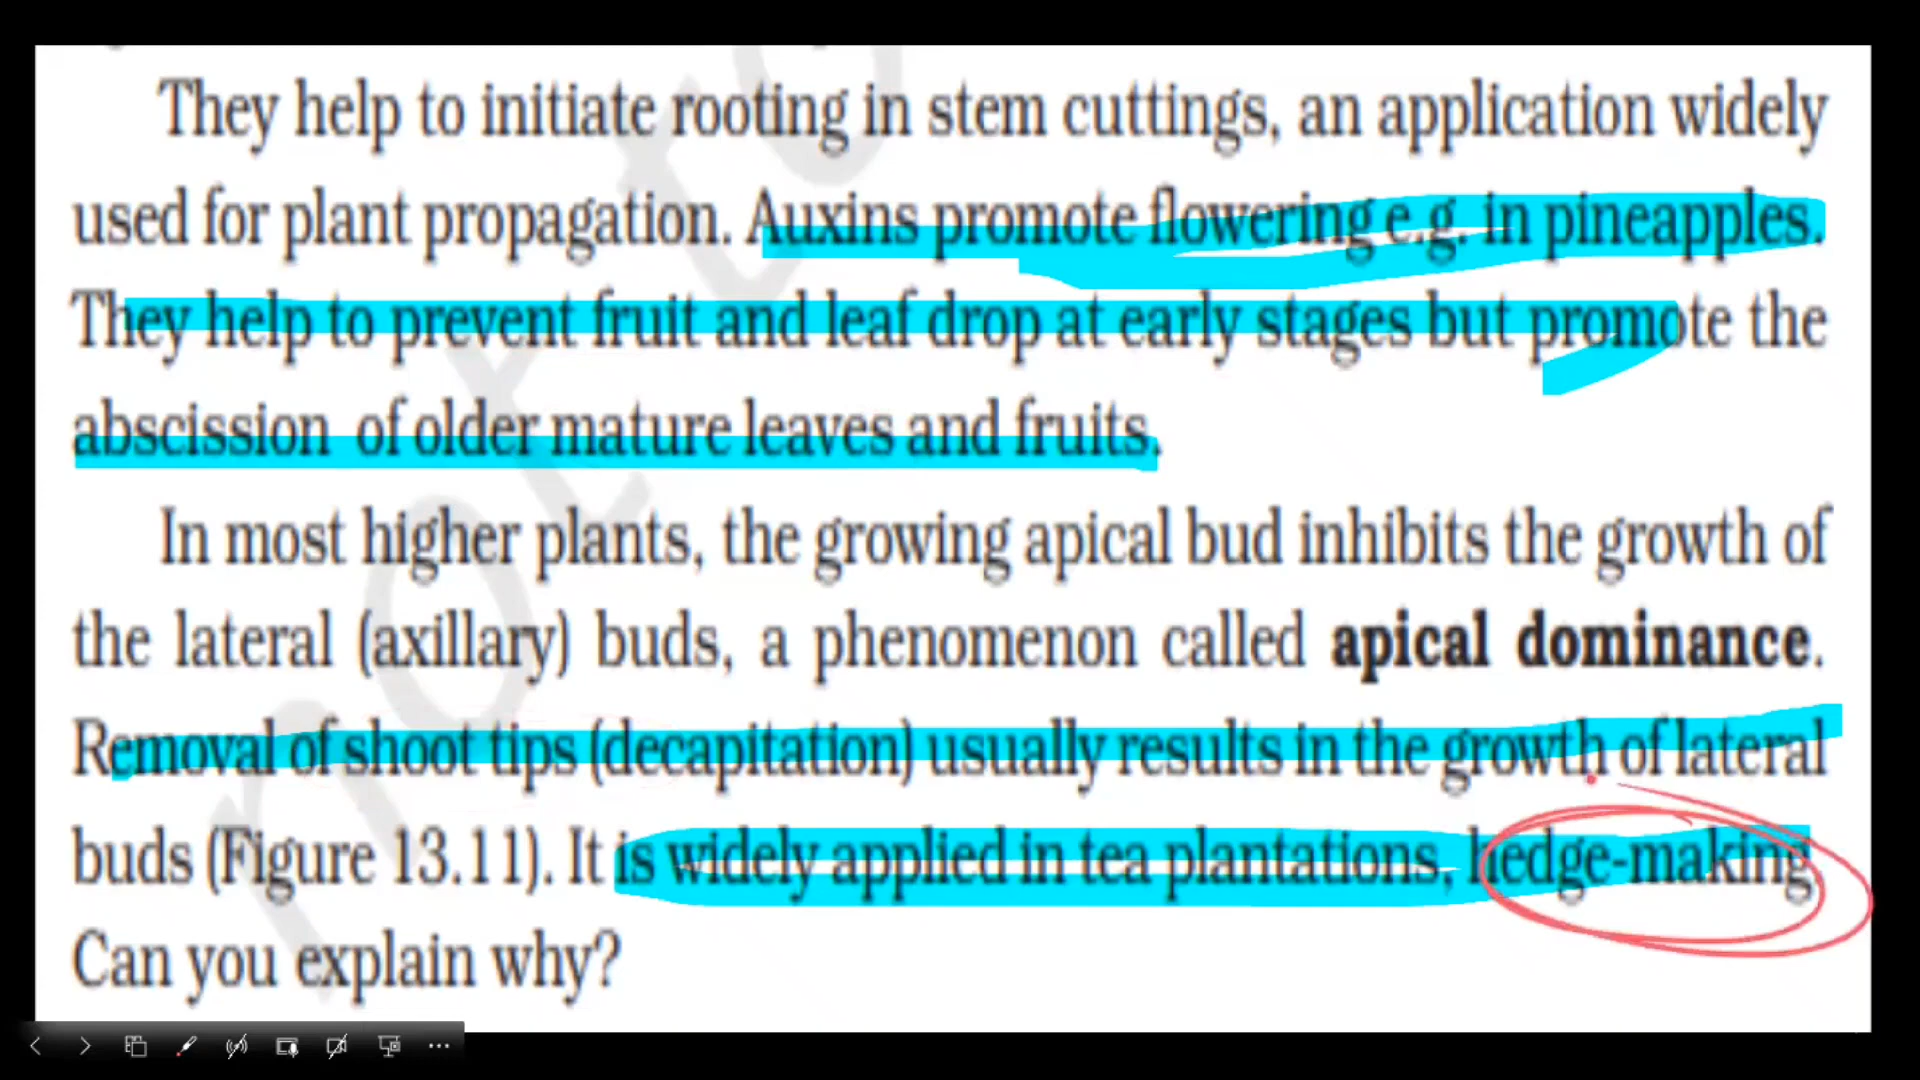 They help to initiate rooting in stem cuttings, an application widely
used for plant propagation. Auxins promote flowering e.g. in pineapples.
They help to prevent fruit and leaf drop at early stages but promote the
abscission of older mature leaves and fruits.
In most higher plants, the growing apical bud inhibits the growth of
the lateral (axillary) buds, a phenomenon called apical dominance.
Removal of shoot tips (decapitation) usually results in the growth of lateral
buds (Figure 13.11). It is widely applied in tea plantations, hedge-making
Can you explain why?